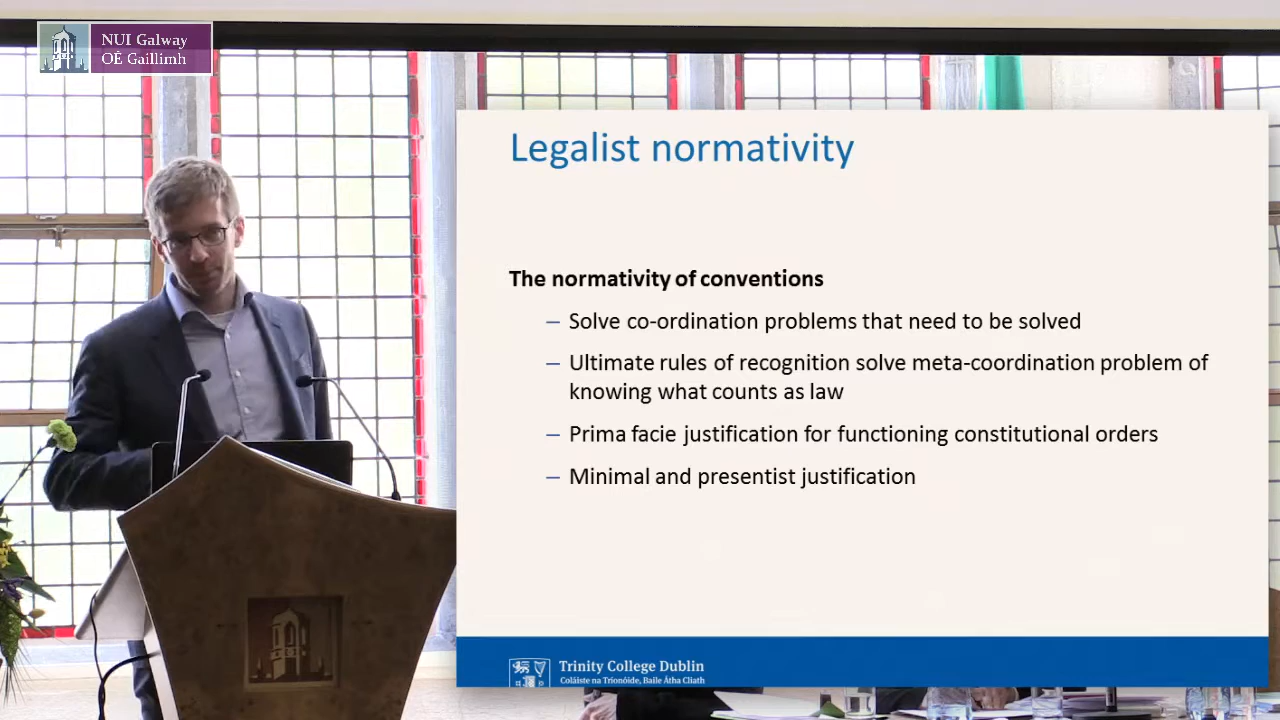 NUI Galway
OÉ Gaillimh
Legalist normativity
The normativity of conventions
– Solve co-ordination problems that need to be solved
– Ultimate rules of recognition solve meta-coordination problem of
knowing what counts as law
– Prima facie justification for functioning constitutional orders
– Minimal and presentist justification
Trinity College Dublin
Coláiste na Tríonóide, Baile Átha Cliath